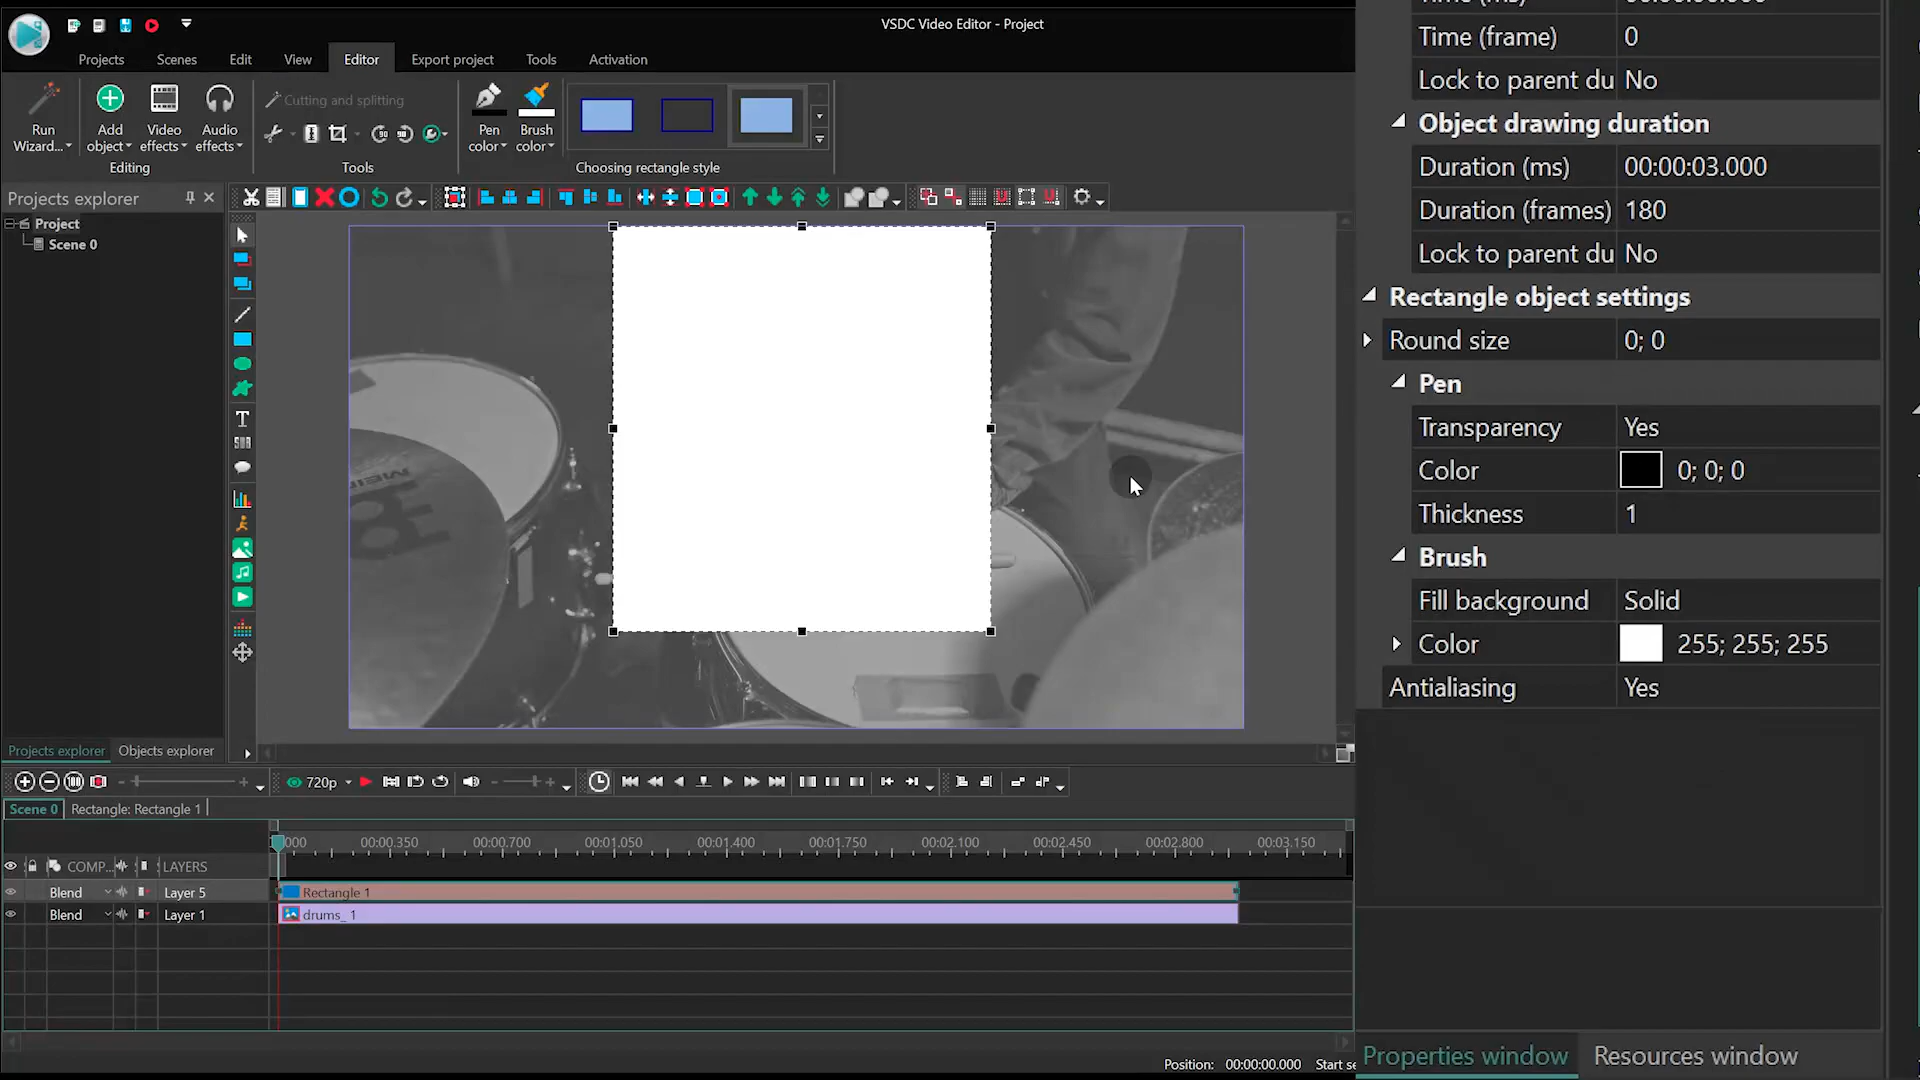 VSDC Video Editor - Project
Projects Scenes Edit View Editor Export project Tools Activation
Run Wizard...
Add object
Video effects
Audio effects
Editing
Cutting and splitting
Tools
Pen color
Brush color
Choosing rectangle style
Projects explorer
Project
Scene 0
T
SUB
Projects explorer Objects explorer
720p
Scene 0 Rectangle: Rectangle 1
000 00:00.350 00:00.700 00:01.050 00:01.400 00:01.750 00:02.100 00:02.450 00:02.800 00:03.150
COMP... LAYERS
Blend Layer 5 Rectangle 1
Blend Layer 1 drums_ 1
Position: 00:00:00.000 Start se
Time (frame) 0
Lock to parent du No
Object drawing duration
Duration (ms) 00:00:03.000
Duration (frames) 180
Lock to parent du No
Rectangle object settings
Round size 0; 0
Pen
Transparency Yes
Color 0; 0; 0
Thickness 1
Brush
Fill background Solid
Color 255; 255; 255
Antialiasing Yes
Properties window Resources window